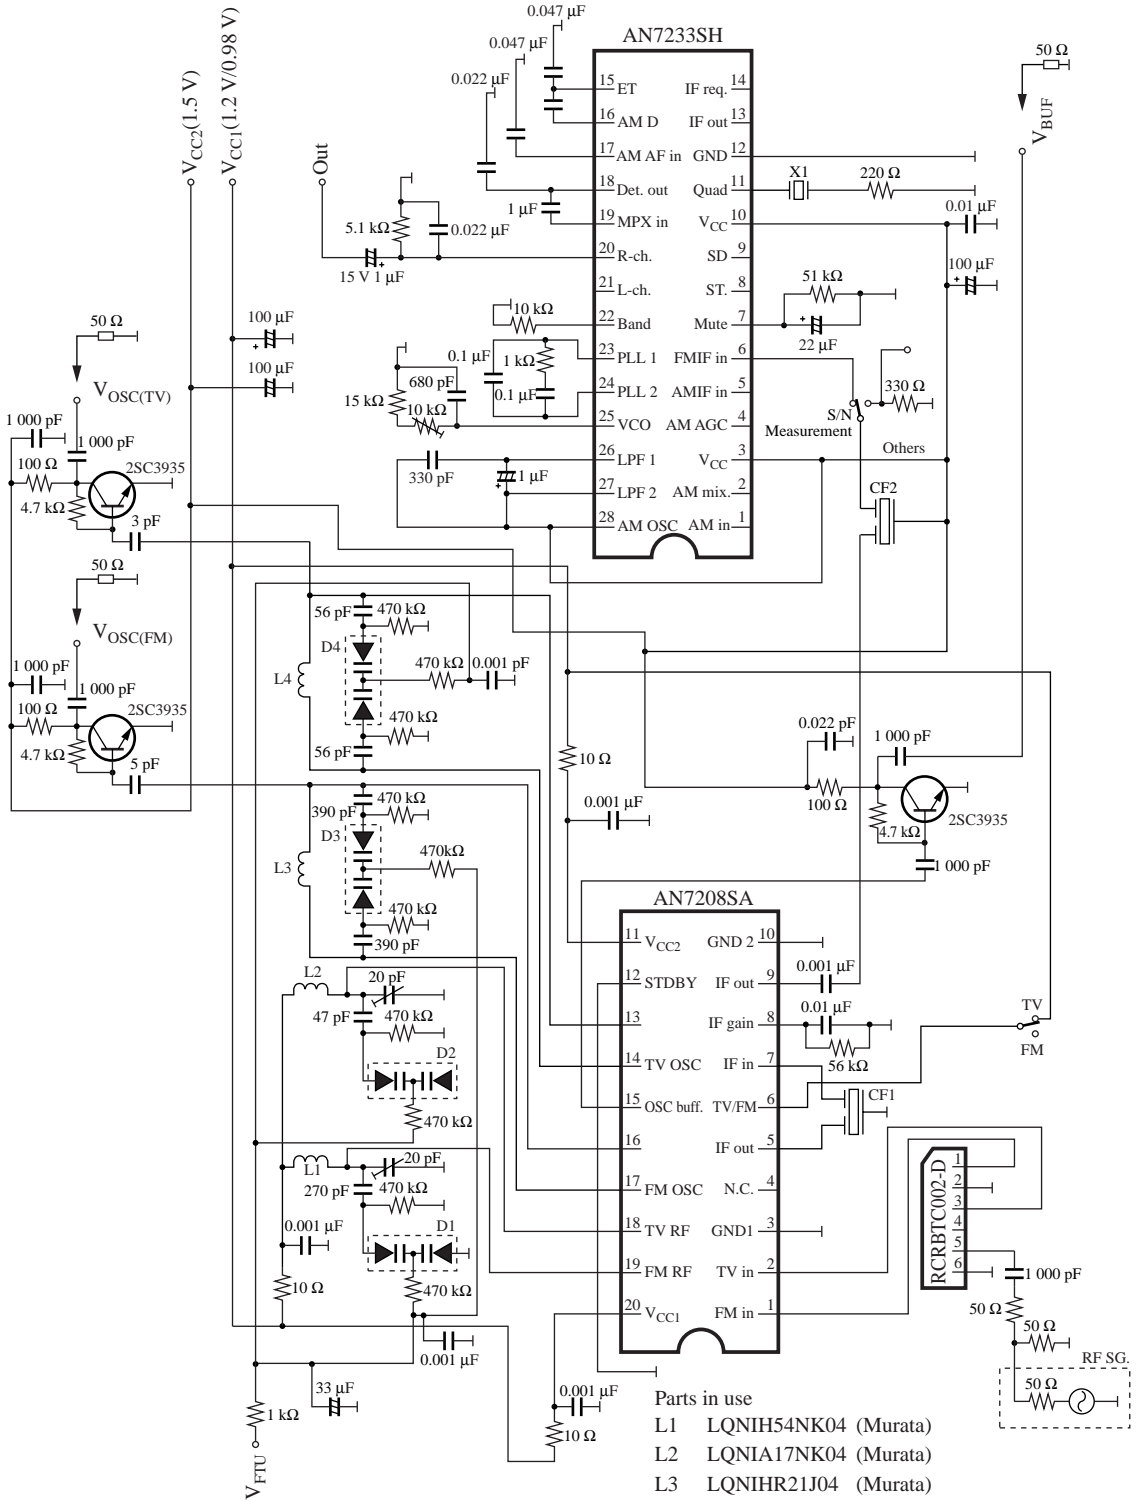 0.047 µF
0.047 µF
0.022 µF
AN7233SH
50 Ω
VCC2(1.5 V)
VCC1(1.2 V/0.98 V)
Out
VBUF
15 ET
IF req. 14
16 AM D
IF out 13
17 AM AF in
GND 12
18 Det. out
Quad 11
X1
220 Ω
1 µF
19 MPX in
VCC 10
0.01 µF
5.1 kΩ
0.022 µF
20 R-ch.
SD 9
15 V 1 µF
100 µF
21 L-ch.
ST. 8
51 kΩ
10 kΩ
22 Band
Mute 7
22 µF
50 Ω
100 µF
100 µF
VOSC(TV)
0.1 µF
1 kΩ
23 PLL 1
FMIF in 6
680 pF
0.1 µF
24 PLL 2
AMIF in 5
330 Ω
15 kΩ
10 kΩ
25 VCO
AM AGC 4
S/N
Measurement
1 000 pF
1 000 pF
100 Ω
2SC3935
4.7 kΩ
3 pF
330 pF
1 µF
26 LPF 1
VCC 3
Others
27 LPF 2
AM mix. 2
CF2
28 AM OSC
AM in 1
50 Ω
VOSC(FM)
56 pF
470 kΩ
D4
L4
470 kΩ
0.001 pF
470 kΩ
56 pF
1 000 pF
1 000 pF
100 Ω
2SC3935
4.7 kΩ
5 pF
10 Ω
0.022 pF
1 000 pF
100 Ω
2SC3935
4.7 kΩ
1 000 pF
0.001 µF
390 pF
470 kΩ
D3
L3
470kΩ
470 kΩ
390 pF
AN7208SA
11 VCC2
GND 2 10
12 STDBY
IF out 9
0.001 µF
13
IF gain 8
0.01 µF
56 kΩ
14 TV OSC
IF in 7
15 OSC buff.
TV/FM 6
CF1
16
IF out 5
17 FM OSC
N.C. 4
18 TV RF
GND1 3
19 FM RF
TV in 2
20 VCC1
FM in 1
TV
FM
L2
20 pF
47 pF
470 kΩ
D2
470 kΩ
L1
20 pF
270 pF
470 kΩ
D1
0.001 µF
10 Ω
470 kΩ
0.001 µF
33 µF
1 kΩ
VFTU
0.001 µF
10 Ω
RCRBTC002-D
1
2
3
4
5
6
1 000 pF
50 Ω
50 Ω
RF SG.
50 Ω
Parts in use
L1 LQNIH54NK04 (Murata)
L2 LQNIA17NK04 (Murata)
L3 LQNIHR21J04 (Murata)